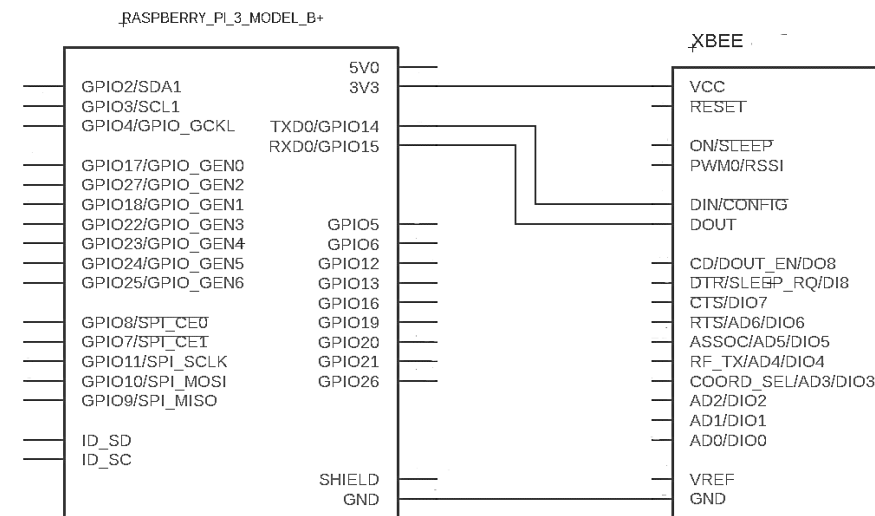 RASPBERRY_PI_3_MODEL_B+
XBEE
5V0
3V3
TXD0/GPIO14
RXD0/GPIO15
GPIO5
GPIO6
GPIO12
GPIO13
GPIO16
GPIO19
GPIO20
GPIO21
GPIO26
SHIELD
GND
GPIO2/SDA1
GPIO3/SCL1
GPIO4/GPIO_GCKL
GPIO17/GPIO_GEN0
GPIO27/GPIO_GEN2
GPIO18/GPIO_GEN1
GPIO22/GPIO_GEN3
GPIO23/GPIO_GEN4
GPIO24/GPIO_GEN5
GPIO25/GPIO_GEN6
GPIO8/SPI_CE0
GPIO7/SPI_CE1
GPIO11/SPI_SCLK
GPIO10/SPI_MOSI
GPIO9/SPI_MISO
ID_SD
ID_SC
VCC
RESET
ON/SLEEP
PWM0/RSSI
DIN/CONFIG
DOUT
CD/DOUT_EN/DO8
DTR/SLEEP_RQ/DI8
CTS/DIO7
RTS/AD6/DIO6
ASSOC/AD5/DIO5
RF_TX/AD4/DIO4
COORD_SEL/AD3/DIO3
AD2/DIO2
AD1/DIO1
AD0/DIO0
VREF
GND